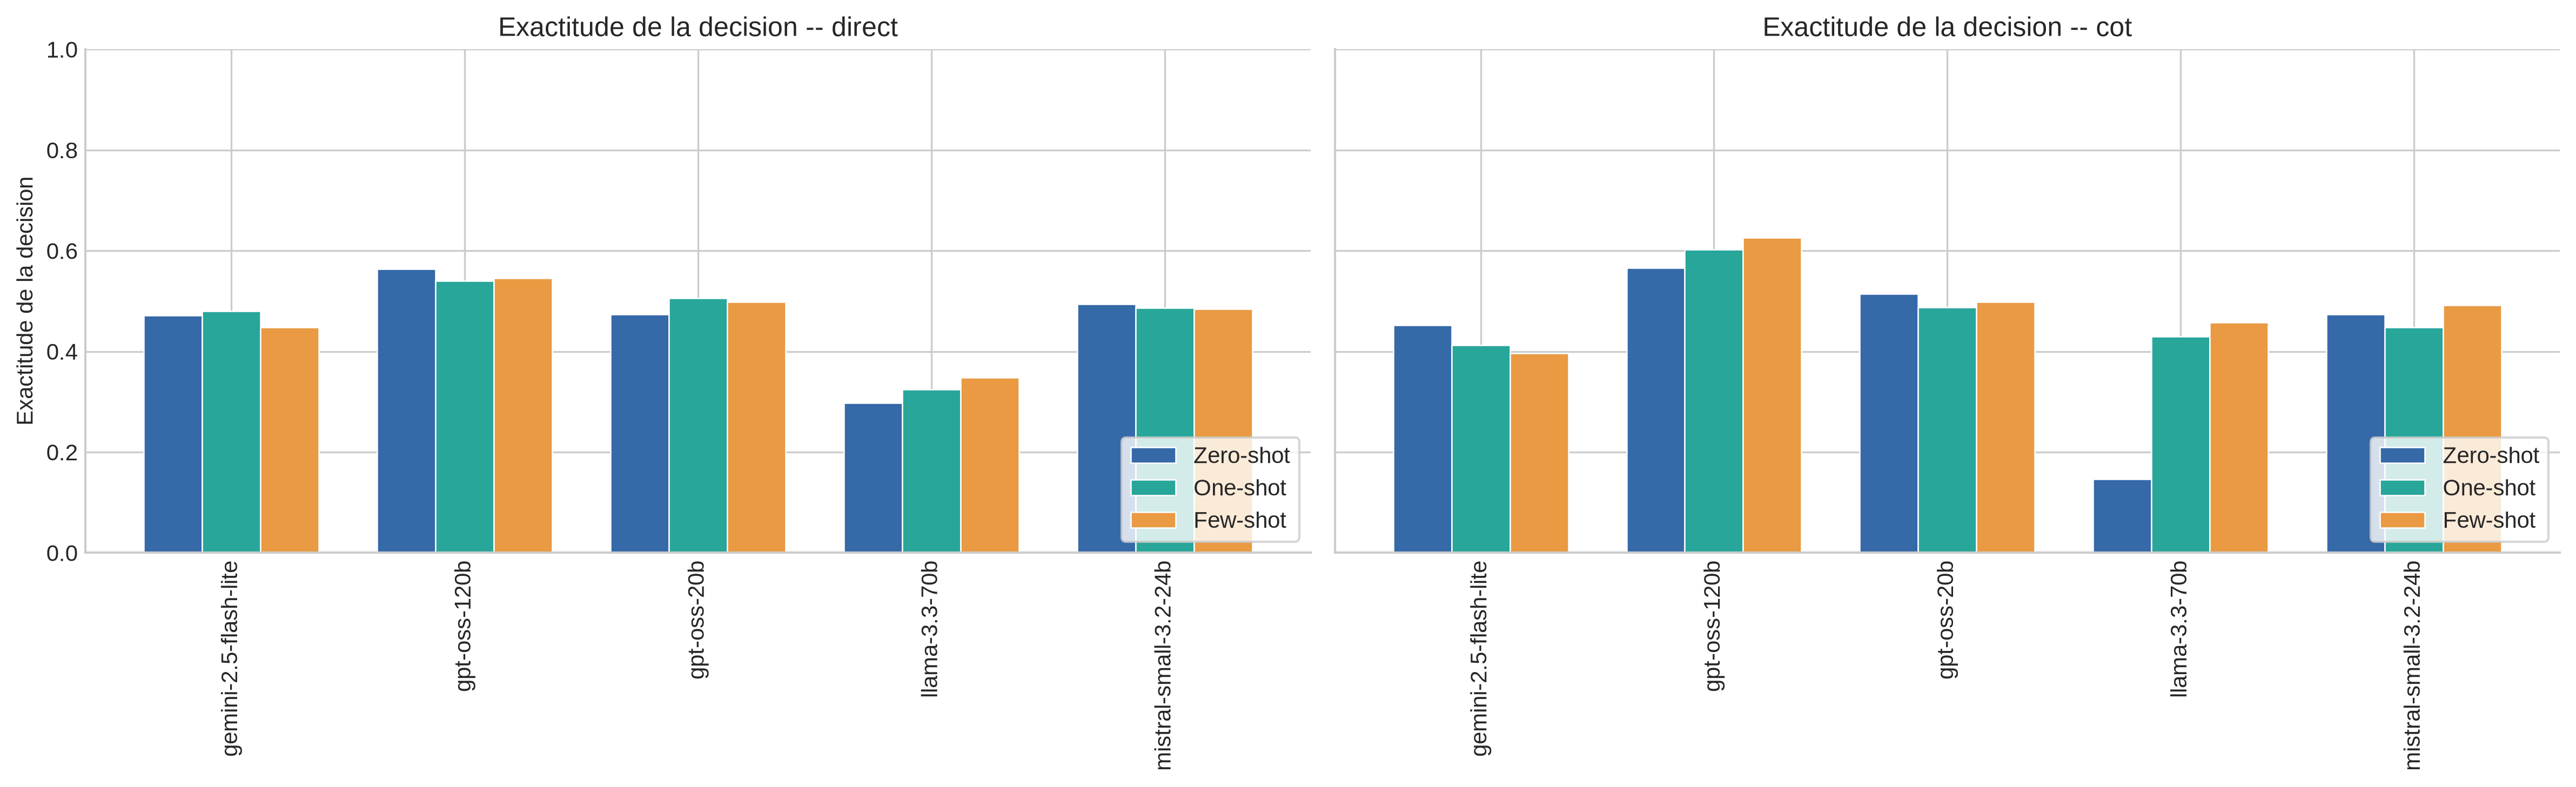 Exactitude de la decision -- direct
Exactitude de la decision
1.0
0.8
0.6
0.4
0.2
0.0
Zero-shot
One-shot
Few-shot
gemini-2.5-flash-lite
gpt-oss-120b
gpt-oss-20b
llama-3.3-70b
mistral-small-3.2-24b
Exactitude de la decision -- cot
Zero-shot
One-shot
Few-shot
gemini-2.5-flash-lite
gpt-oss-120b
gpt-oss-20b
llama-3.3-70b
mistral-small-3.2-24b